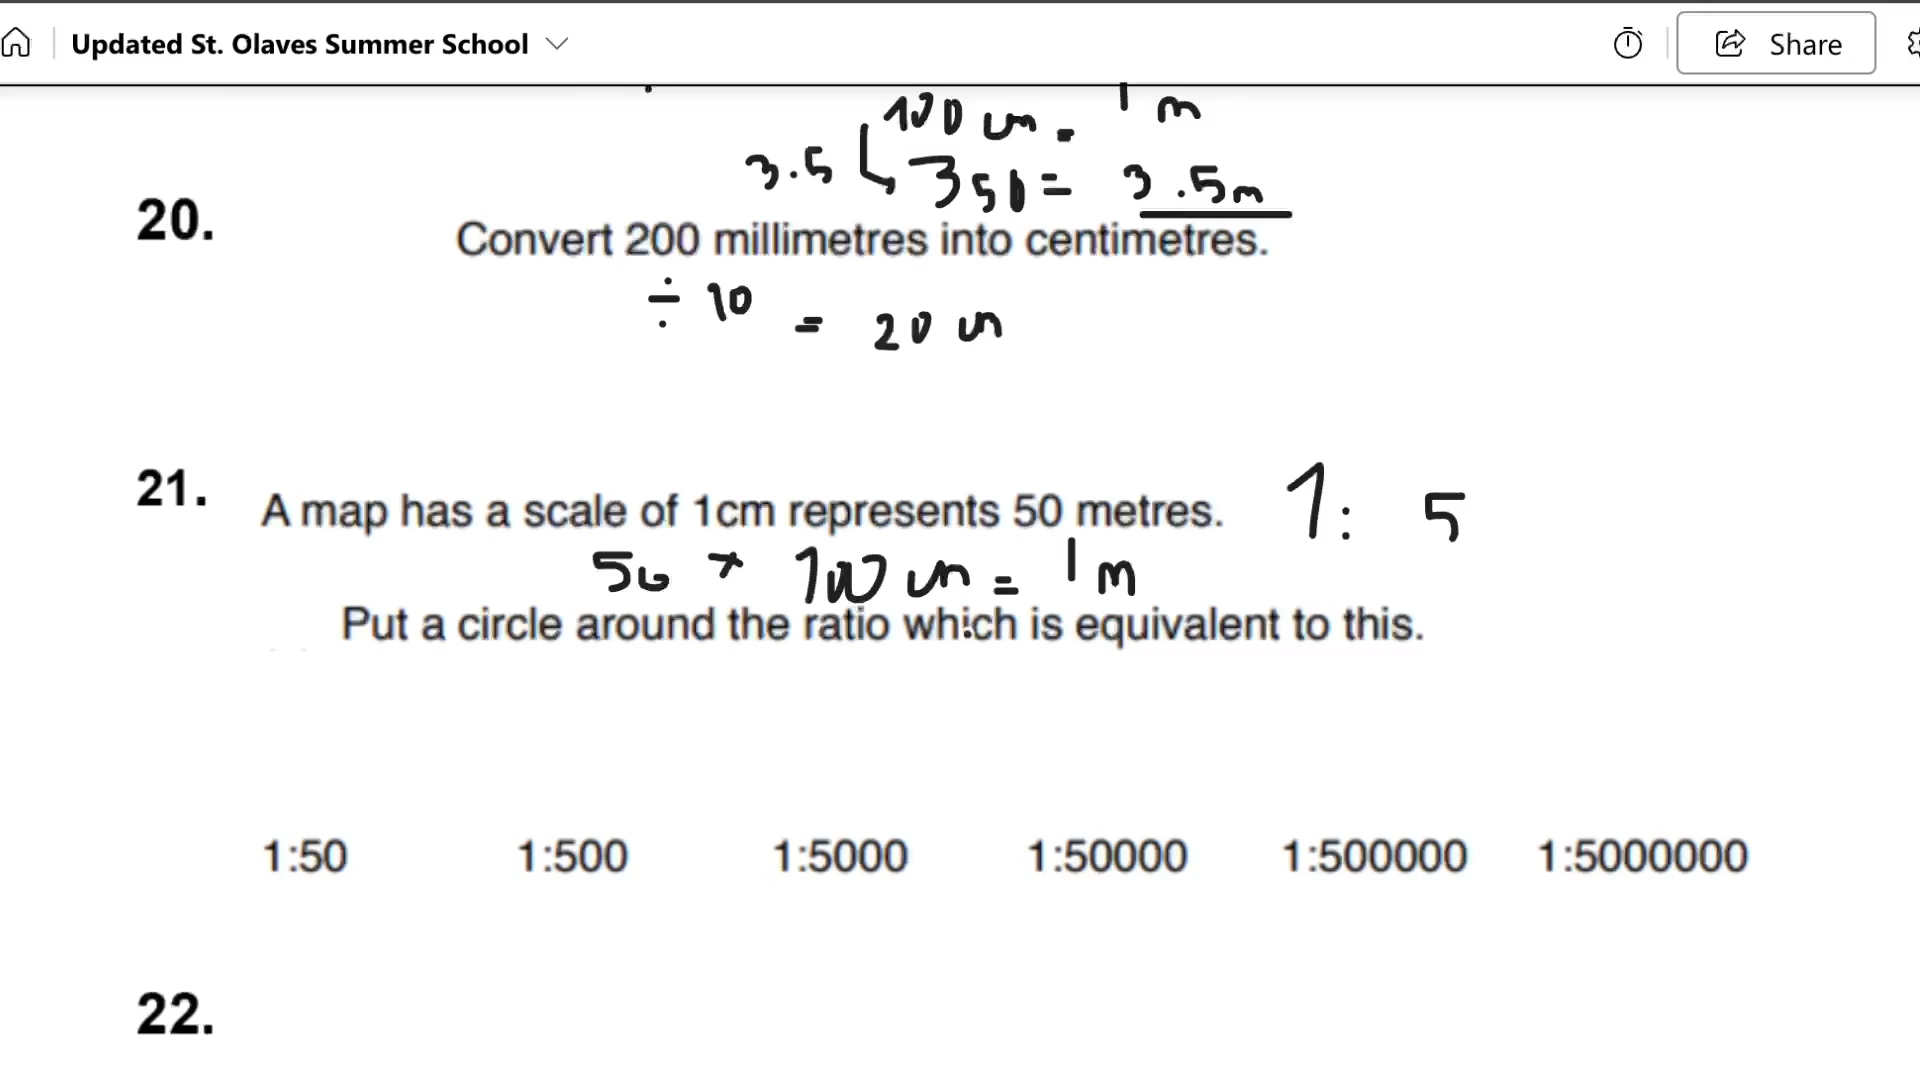 Updated St. Olaves Summer School
Share
100 cm = 1 m
3.5 350 = 3.5m
20.
Convert 200 millimetres into centimetres.
÷ 10
= 20 cm
21.
A map has a scale of 1cm represents 50 metres. 1: 5
50 × 100 cm = 1 m
Put a circle around the ratio which is equivalent to this.
1:50 1:500 1:5000 1:50000 1:500000 1:5000000
22.